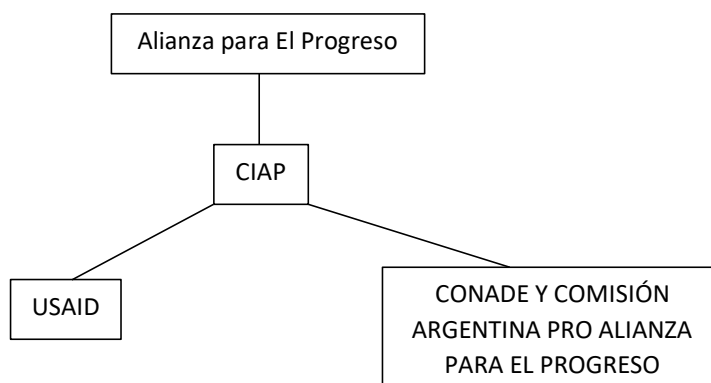 Alianza para El Progreso
CIAP
USAID
CONADE Y COMISIÓN
ARGENTINA PRO ALIANZA
PARA EL PROGRESO